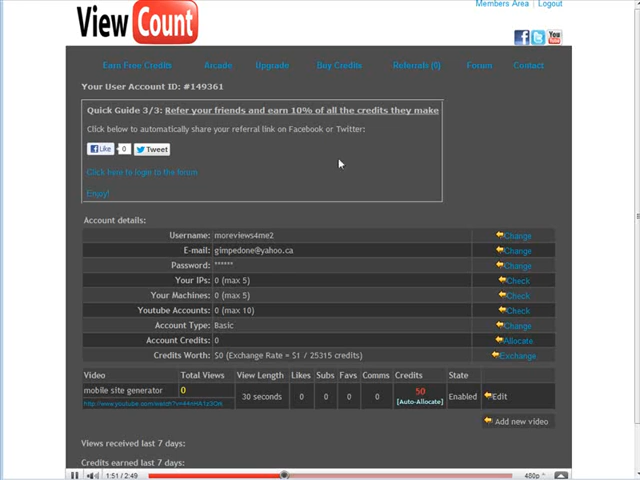 Members Area | Logout
View Count
Earn Free Credits Arcade Upgrade Buy Credits Referrals (0) Forum Contact
Your User Account ID: #149361
Quick Guide 3/3: Refer your friends and earn 10% of all the credits they make
Click below to automatically share your referral link on Facebook or Twitter:
Like 0 Tweet
Click here to login to the forum
Enjoy!
Account details:
Username: moreviews4me2 Change
E-mail: gimpedone@yahoo.ca Change
Password: ****** Change
Your IPs: 0 (max 5) Check
Your Machines: 0 (max 5) Check
Youtube Accounts: 0 (max 10) Check
Account Type: Basic Change
Account Credits: 0 Allocate
Credits Worth: $0 (Exchange Rate = $1 / 25315 credits) Exchange
Video Total Views View Length Likes Subs Favs Comms Credits State
mobile site generator 0 30 seconds 0 0 0 0 50 Enabled Edit
[Auto-Allocate]
Add new video
Views received last 7 days:
Credits earned last 7 days:
1:51 / 2:49 480p